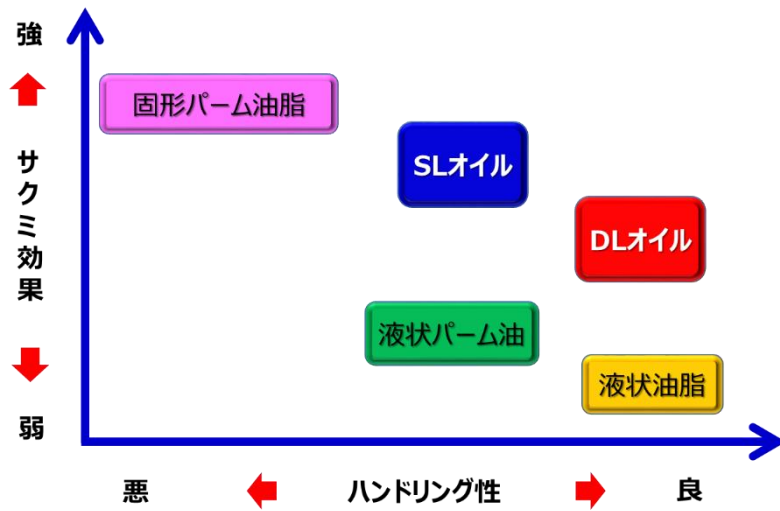 強
サクミ効果
弱
固形パーム油脂
SLオイル
DLオイル
液状パーム油
液状油脂
悪
ハンドリング性
良